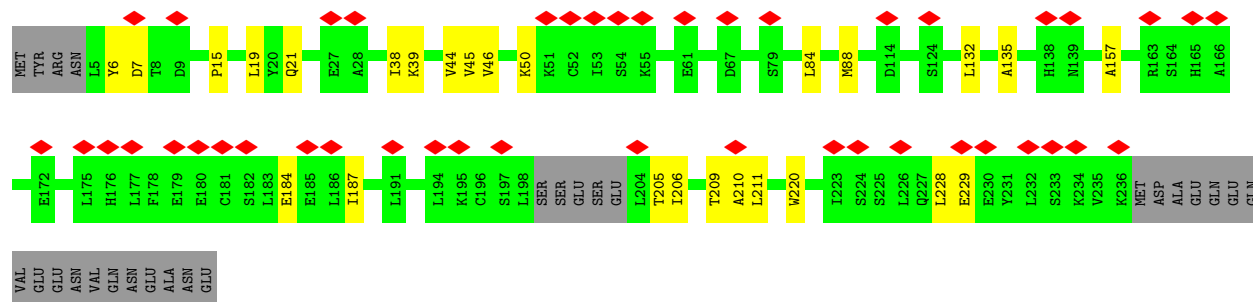 MET TYR ARG ASN L5 Y6 D7 T8 D9 P15 L19 Y20 Q21 E27 A28 I38 K39 V44 V45 V46 K50 K51 C52 I53 S54 K55 E61 D67 S79 L84 M88 D114 S124 L132 A135 H138 N139 A157 R163 S164 H165 A166
E172 L175 H176 L177 F178 E179 E180 C181 S182 L183 E184 E185 L186 I187 L191 L194 K195 C196 S197 L198 SER SER GLU SER GLU L204 T205 I206 T209 A210 L211 W220 I223 S224 S225 L226 Q227 L228 E229 E230 Y231 L232 S233 K234 V235 K236 MET ASP ALA GLU GLN GLU GLU GLN
VAL GLU GLU ASN VAL GLN ASN GLU ALA ASN GLU